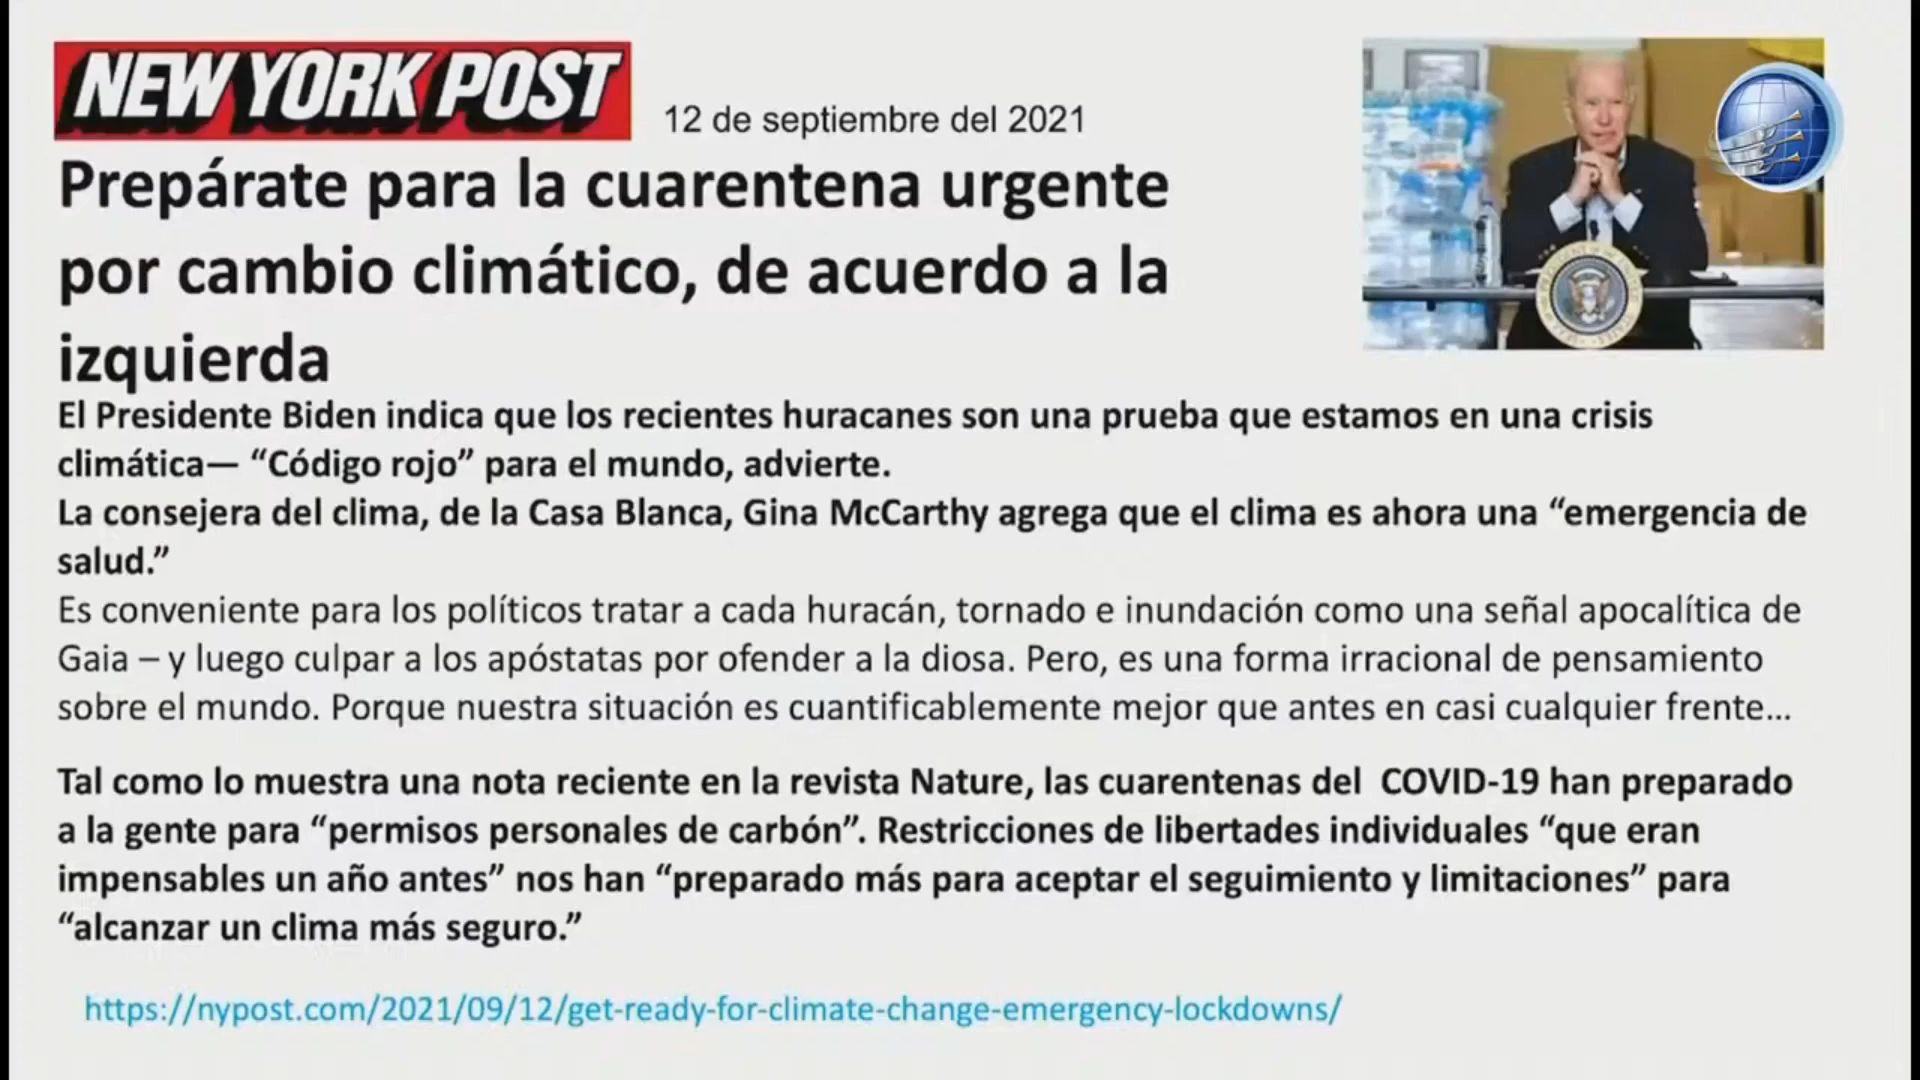 NEW YORK POST
12 de septiembre del 2021
Prepárate para la cuarentena urgente
por cambio climático, de acuerdo a la
izquierda
El Presidente Biden indica que los recientes huracanes son una prueba que estamos en una crisis
climática— “Código rojo” para el mundo, advierte.
La consejera del clima, de la Casa Blanca, Gina McCarthy agrega que el clima es ahora una “emergencia de
salud.”
Es conveniente para los políticos tratar a cada huracán, tornado e inundación como una señal apocalítica de
Gaia – y luego culpar a los apóstatas por ofender a la diosa. Pero, es una forma irracional de pensamiento
sobre el mundo. Porque nuestra situación es cuantificablemente mejor que antes en casi cualquier frente...
Tal como lo muestra una nota reciente en la revista Nature, las cuarentenas del COVID-19 han preparado
a la gente para “permisos personales de carbón”. Restricciones de libertades individuales “que eran
impensables un año antes” nos han “preparado más para aceptar el seguimiento y limitaciones” para
“alcanzar un clima más seguro.”
https://nypost.com/2021/09/12/get-ready-for-climate-change-emergency-lockdowns/